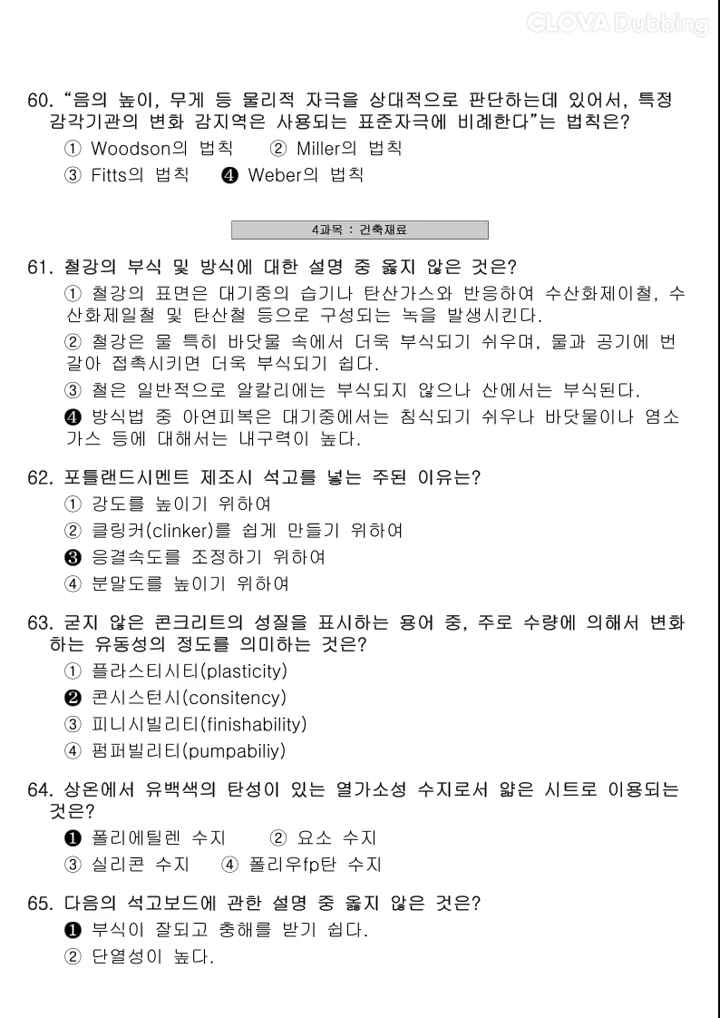 CLOVA Dubbing
60. “음의 높이, 무게 등 물리적 자극을 상대적으로 판단하는데 있어서, 특정
감각기관의 변화 감지역은 사용되는 표준자극에 비례한다”는 법칙은?
① Woodson의 법칙 ② Miller의 법칙
③ Fitts의 법칙 ❹ Weber의 법칙
4과목 : 건축재료
61. 철강의 부식 및 방식에 대한 설명 중 옳지 않은 것은?
① 철강의 표면은 대기중의 습기나 탄산가스와 반응하여 수산화제이철, 수
산화제일철 및 탄산철 등으로 구성되는 녹을 발생시킨다.
② 철강은 물 특히 바닷물 속에서 더욱 부식되기 쉬우며, 물과 공기에 번
갈아 접촉시키면 더욱 부식되기 쉽다.
③ 철은 일반적으로 알칼리에는 부식되지 않으나 산에서는 부식된다.
❹ 방식법 중 아연피복은 대기중에서는 침식되기 쉬우나 바닷물이나 염소
가스 등에 대해서는 내구력이 높다.
62. 포틀랜드시멘트 제조시 석고를 넣는 주된 이유는?
① 강도를 높이기 위하여
② 클링커(clinker)를 쉽게 만들기 위하여
❸ 응결속도를 조정하기 위하여
④ 분말도를 높이기 위하여
63. 굳지 않은 콘크리트의 성질을 표시하는 용어 중, 주로 수량에 의해서 변화
하는 유동성의 정도를 의미하는 것은?
① 플라스티시티(plasticity)
❷ 콘시스턴시(consitency)
③ 피니시빌리티(finishability)
④ 펌퍼빌리티(pumpabiliy)
64. 상온에서 유백색의 탄성이 있는 열가소성 수지로서 얇은 시트로 이용되는
것은?
❶ 폴리에틸렌 수지 ② 요소 수지
③ 실리콘 수지 ④ 폴리우fp탄 수지
65. 다음의 석고보드에 관한 설명 중 옳지 않은 것은?
❶ 부식이 잘되고 충해를 받기 쉽다.
② 단열성이 높다.